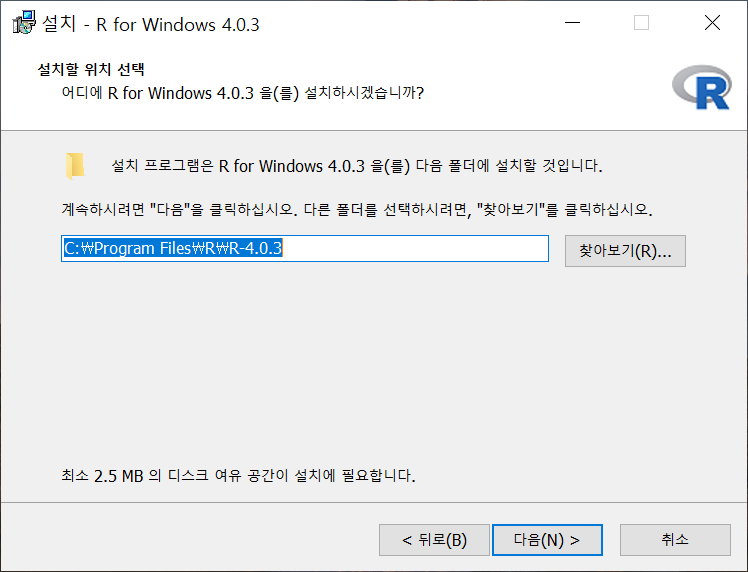 설치 - R for Windows 4.0.3
설치할 위치 선택
어디에 R for Windows 4.0.3 을(를) 설치하시겠습니까?
R
설치 프로그램은 R for Windows 4.0.3 을(를) 다음 폴더에 설치할 것입니다.
계속하시려면 "다음"을 클릭하십시오. 다른 폴더를 선택하시려면, "찾아보기"를 클릭하십시오.
C:₩Program Files₩R₩R-4.0.3
찾아보기(R)...
최소 2.5 MB 의 디스크 여유 공간이 설치에 필요합니다.
< 뒤로(B) 다음(N) > 취소